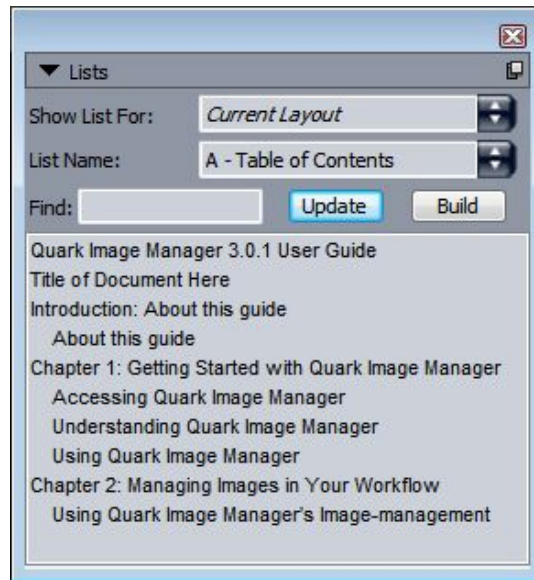 Lists
Show List For: Current Layout
List Name: A - Table of Contents
Find: Update Build
Quark Image Manager 3.0.1 User Guide
Title of Document Here
Introduction: About this guide
About this guide
Chapter 1: Getting Started with Quark Image Manager
Accessing Quark Image Manager
Understanding Quark Image Manager
Using Quark Image Manager
Chapter 2: Managing Images in Your Workflow
Using Quark Image Manager's Image-management